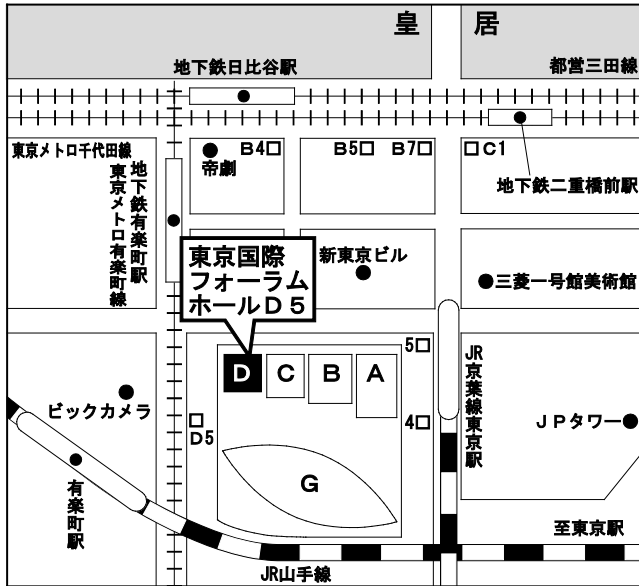 皇 居
地下鉄日比谷駅
都営三田線
東京メトロ千代田線
帝劇
B4
B5
B7
C1
地下鉄二重橋前駅
地下鉄有楽町駅
東京メトロ有楽町線
東京国際
フォーラム
ホールD5
新東京ビル
三菱一号館美術館
D
C
B
A
5
4
JR京葉線東京駅
ビックカメラ
D5
JPタワー
G
有楽町駅
至東京駅
JR山手線